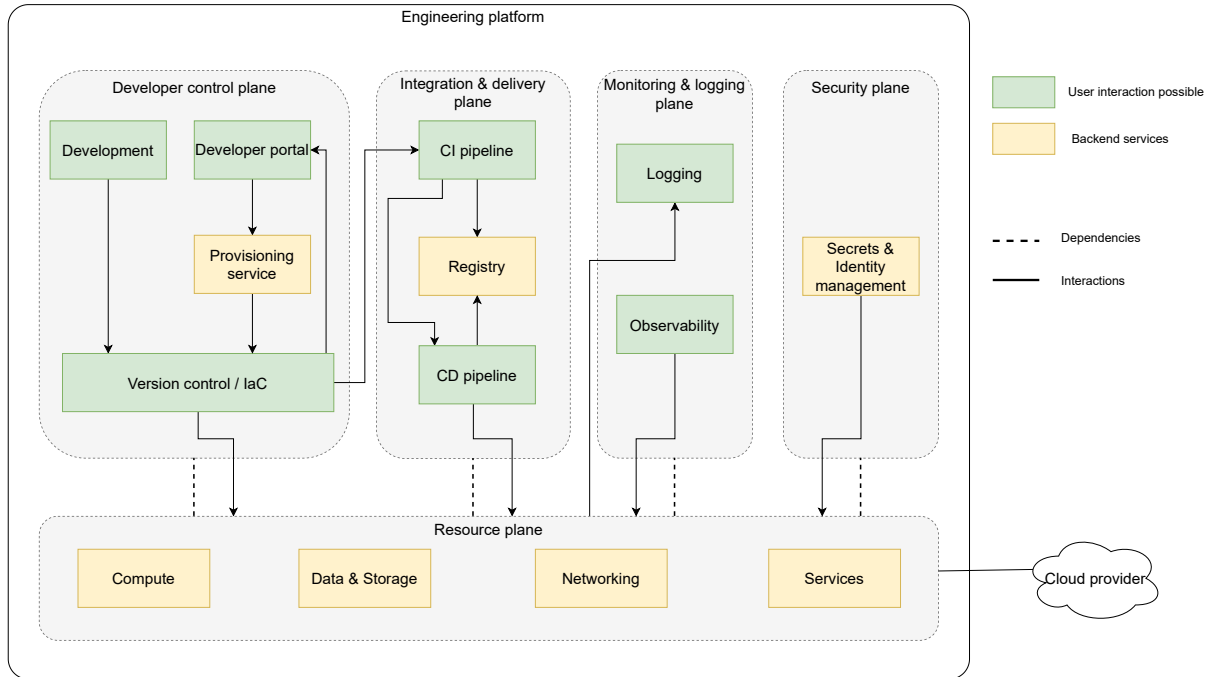 Engineering platform
Developer control plane
Development
Developer portal
Provisioning
service
Version control / IaC
Integration & delivery
plane
CI pipeline
Registry
CD pipeline
Monitoring & logging
plane
Logging
Observability
Security plane
Secrets &
Identity
management
User interaction possible
Backend services
Dependencies
Interactions
Resource plane
Compute
Data & Storage
Networking
Services
Cloud provider